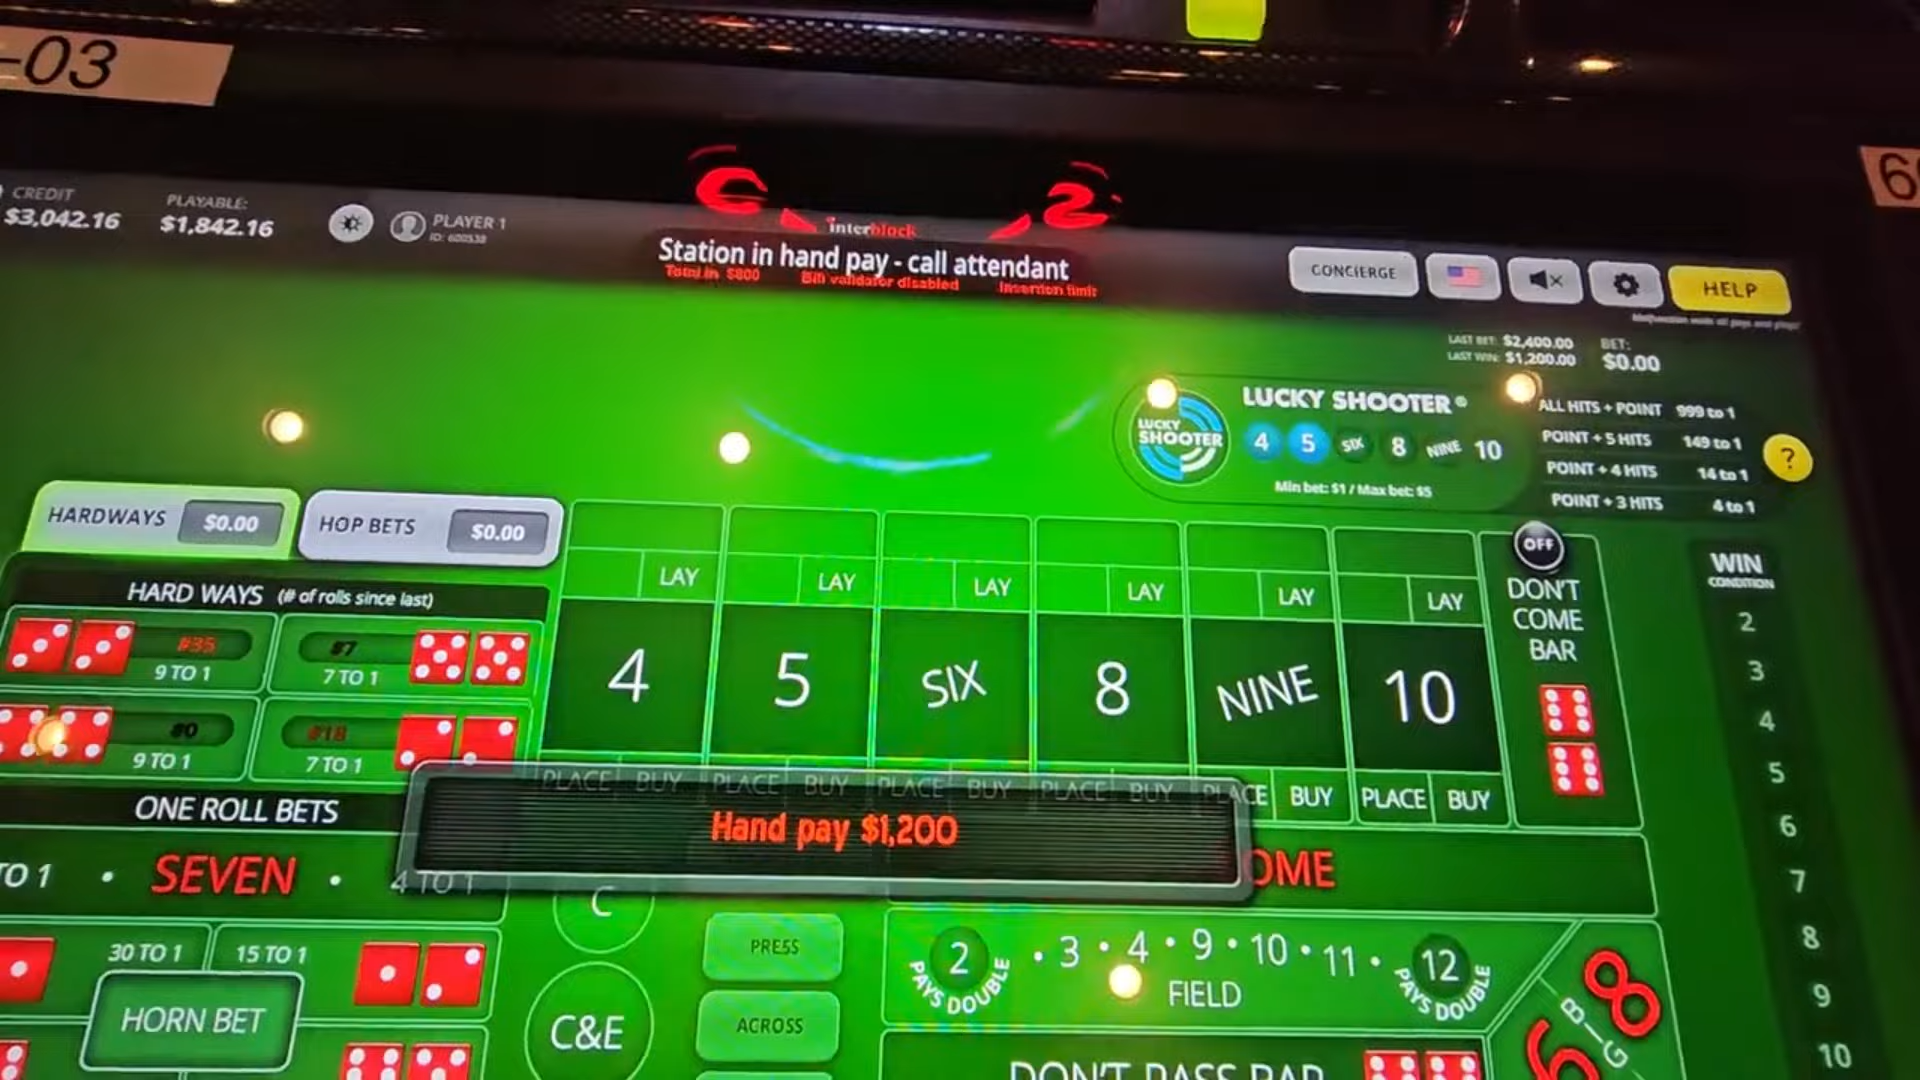 -03
6
CREDIT
$3,042.16
PLAYABLE:
$1,842.16
PLAYER 1
ID: 600538
interblock
Station in hand pay - call attendant
Total in $800 Bill validator disabled Insertion limit
CONCIERGE
HELP
Malfunction voids all pays and plays
LAST BET: $2,400.00
LAST WIN: $1,200.00
BET:
$0.00
LUCKY
SHOOTER
LUCKY SHOOTER
4 5 SIX 8 NINE 10
Min bet: $1 / Max bet: $5
ALL HITS + POINT 999 to 1
POINT + 5 HITS 149 to 1
POINT + 4 HITS 14 to 1
POINT + 3 HITS 4 to 1
?
HARDWAYS $0.00
HOP BETS $0.00
HARD WAYS (# of rolls since last)
#35
9 TO 1
#7
7 TO 1
#0
9 TO 1
#18
7 TO 1
LAY LAY LAY LAY LAY LAY
4 5 SIX 8 NINE 10
PLACE BUY PLACE BUY PLACE BUY PLACE BUY PLACE BUY PLACE BUY
OFF
DON'T
COME
BAR
WIN
CONDITION
2
3
4
5
6
7
8
9
10
Hand pay $1,200
OME
ONE ROLL BETS
TO 1 • SEVEN • 4 TO 1
30 TO 1
15 TO 1
HORN BET
C
C&E
PRESS
ACROSS
2 • 3 • 4 • 9 • 10 • 11 • 12
PAYS DOUBLE
FIELD
PAYS DOUBLE
DON'T PASS BAR
6 BIG 8